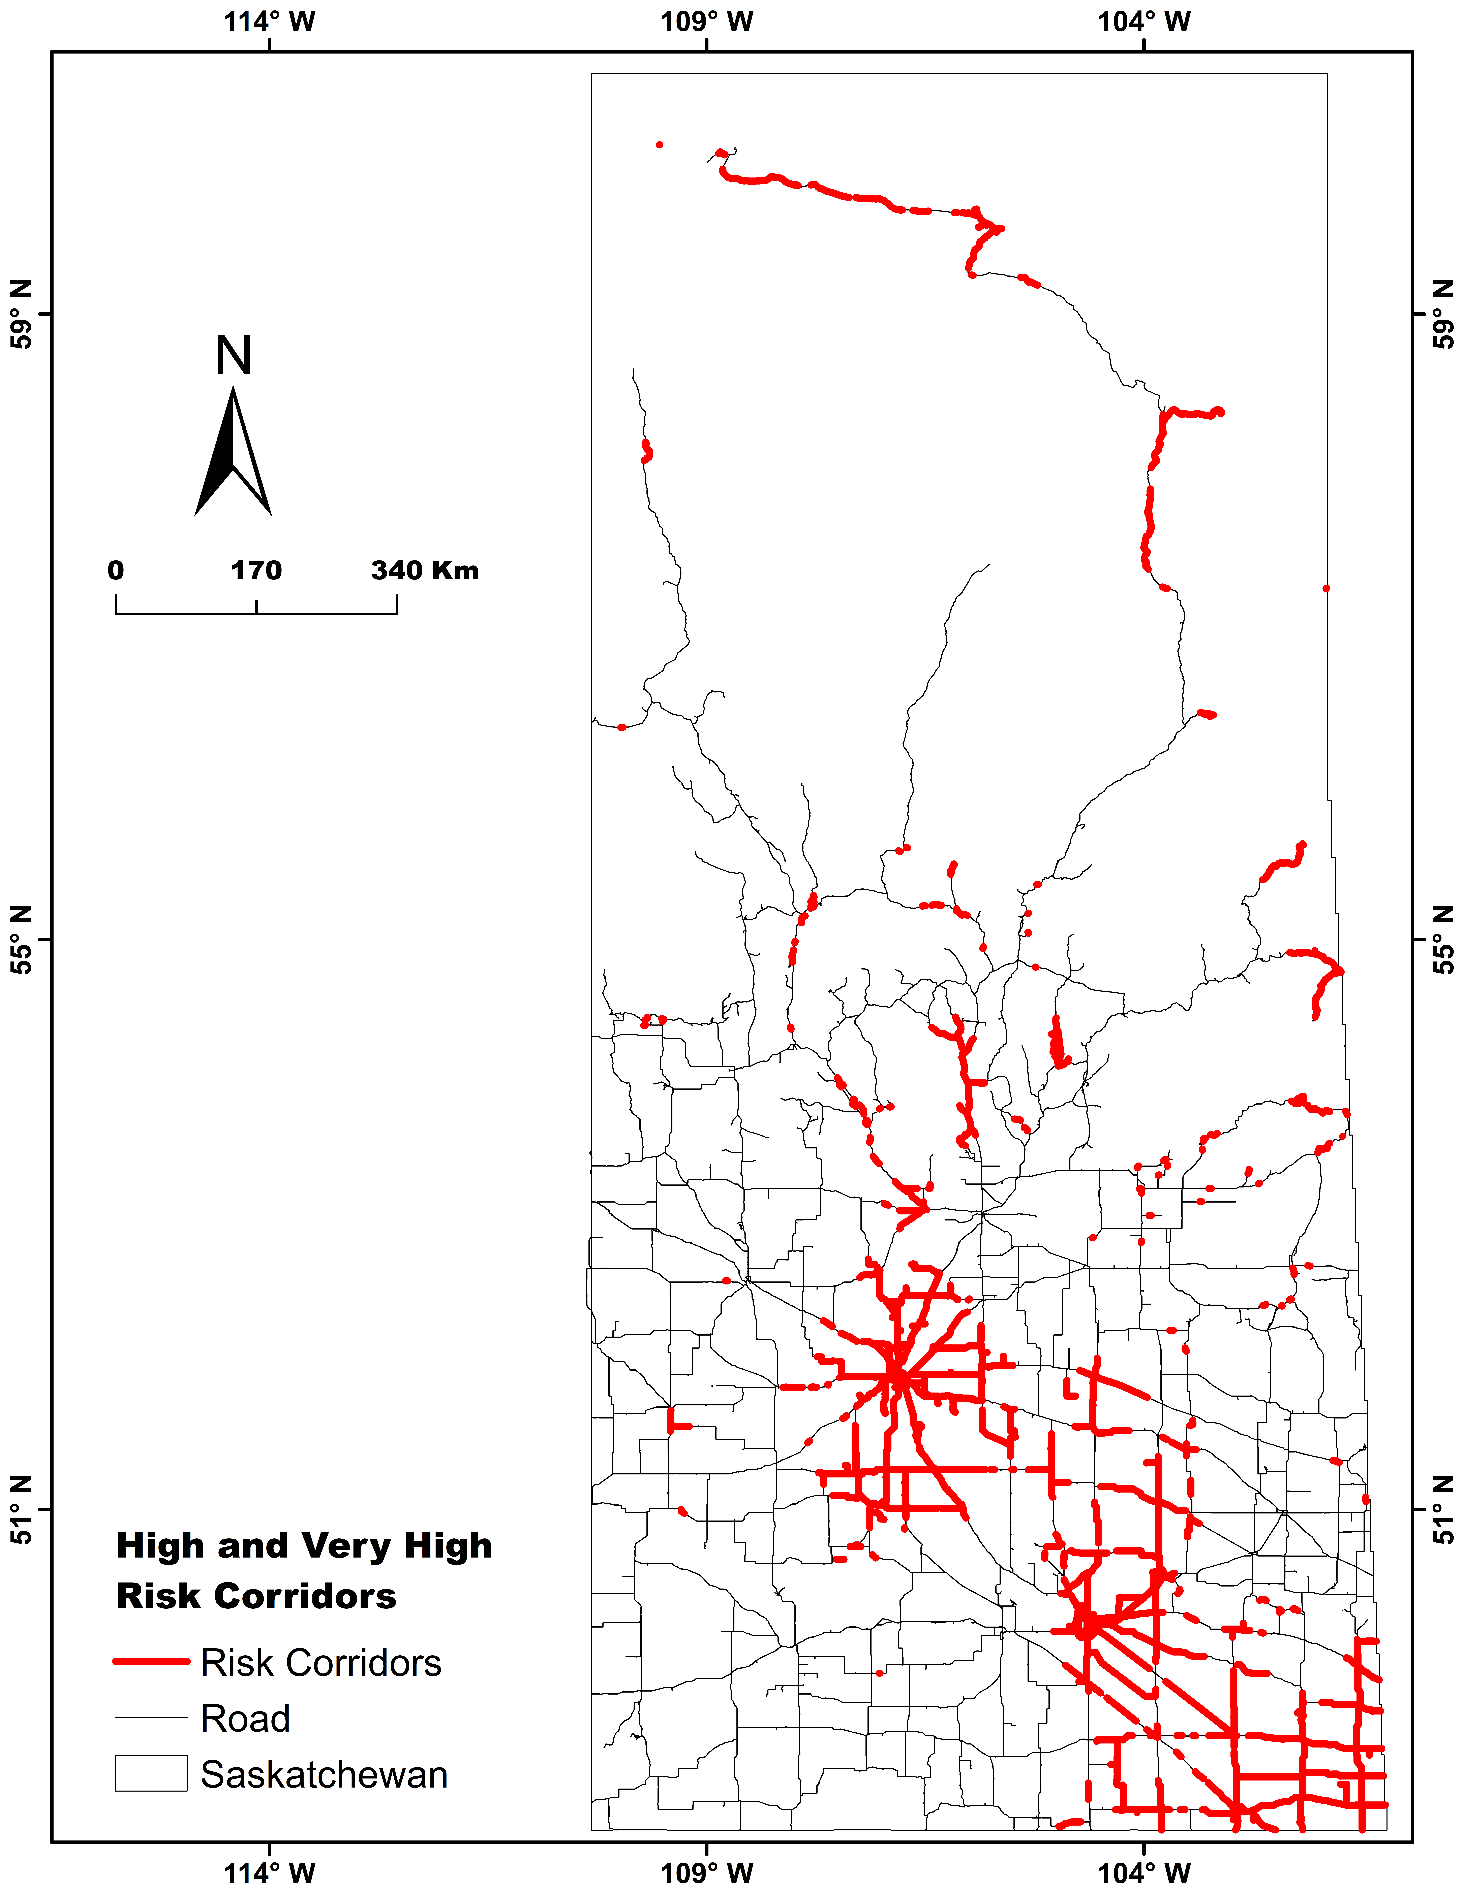 114° W
109° W
104° W
59° N
59° N
N
0
170
340 Km
55° N
55° N
51° N
51° N
High and Very High
Risk Corridors
Risk Corridors
Road
Saskatchewan
114° W
109° W
104° W